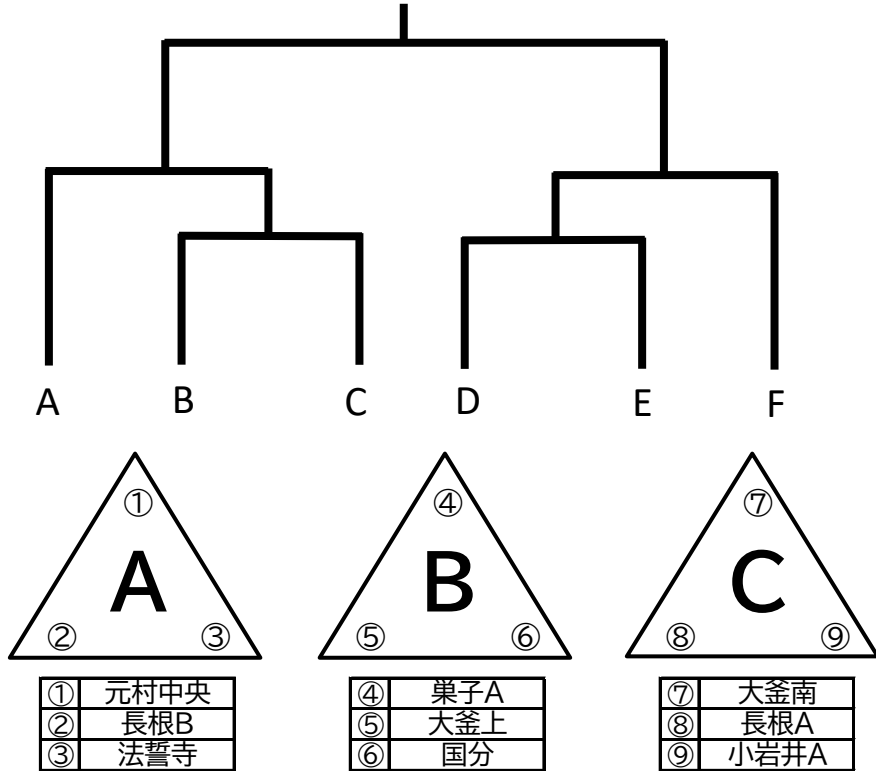 A B C D E F
① ④ ⑦
A B C
② ③ ⑤ ⑥ ⑧ ⑨
① 元村中央
② 長根B
③ 法誓寺
④ 巣子A
⑤ 大釜上
⑥ 国分
⑦ 大釜南
⑧ 長根A
⑨ 小岩井A